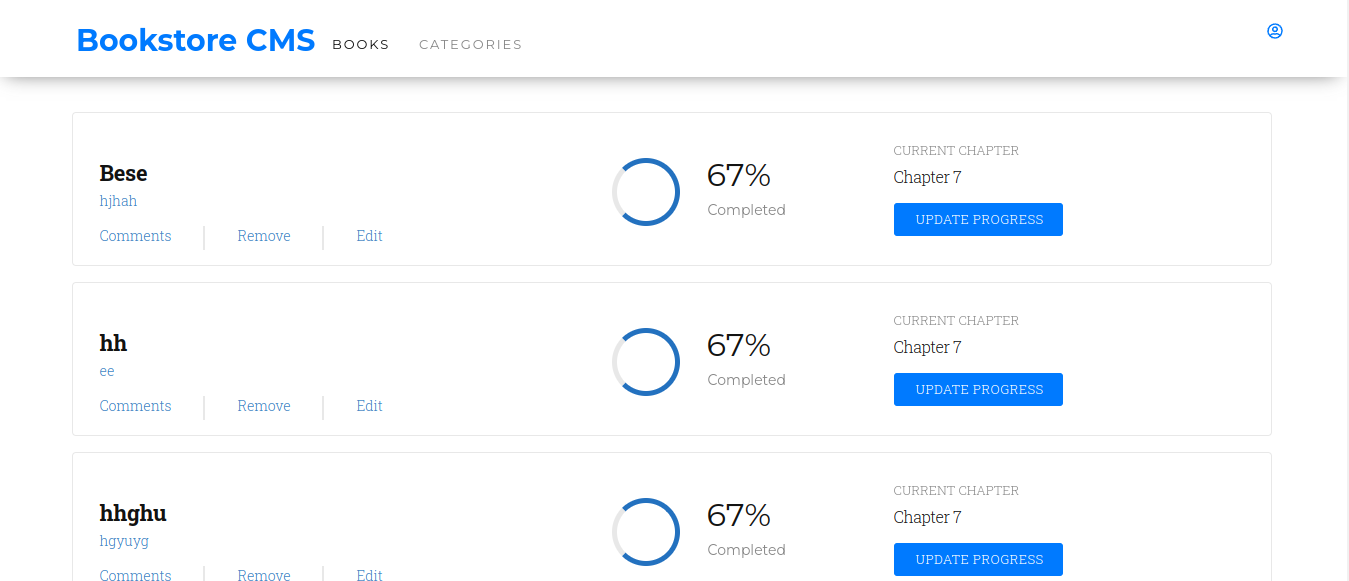 Bookstore CMS BOOKS CATEGORIES
Bese
hjhah
Comments Remove Edit
67%
Completed
CURRENT CHAPTER
Chapter 7
UPDATE PROGRESS
hh
ee
Comments Remove Edit
67%
Completed
CURRENT CHAPTER
Chapter 7
UPDATE PROGRESS
hhghu
hgyuyg
Comments Remove Edit
67%
Completed
CURRENT CHAPTER
Chapter 7
UPDATE PROGRESS